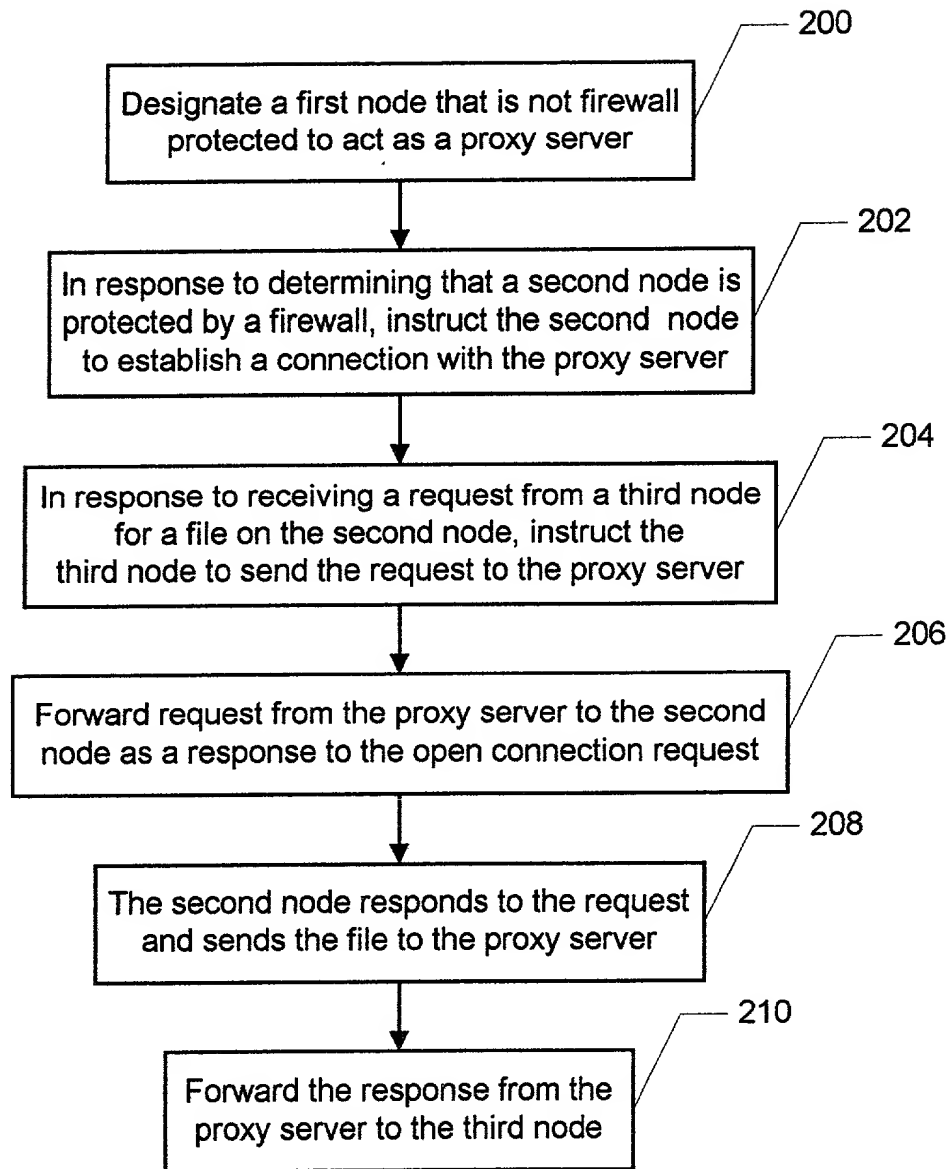 200
Designate a first node that is not firewall
protected to act as a proxy server
202
In response to determining that a second node is
protected by a firewall, instruct the second node
to establish a connection with the proxy server
204
In response to receiving a request from a third node
for a file on the second node, instruct the
third node to send the request to the proxy server
206
Forward request from the proxy server to the second
node as a response to the open connection request
208
The second node responds to the request
and sends the file to the proxy server
210
Forward the response from the
proxy server to the third node